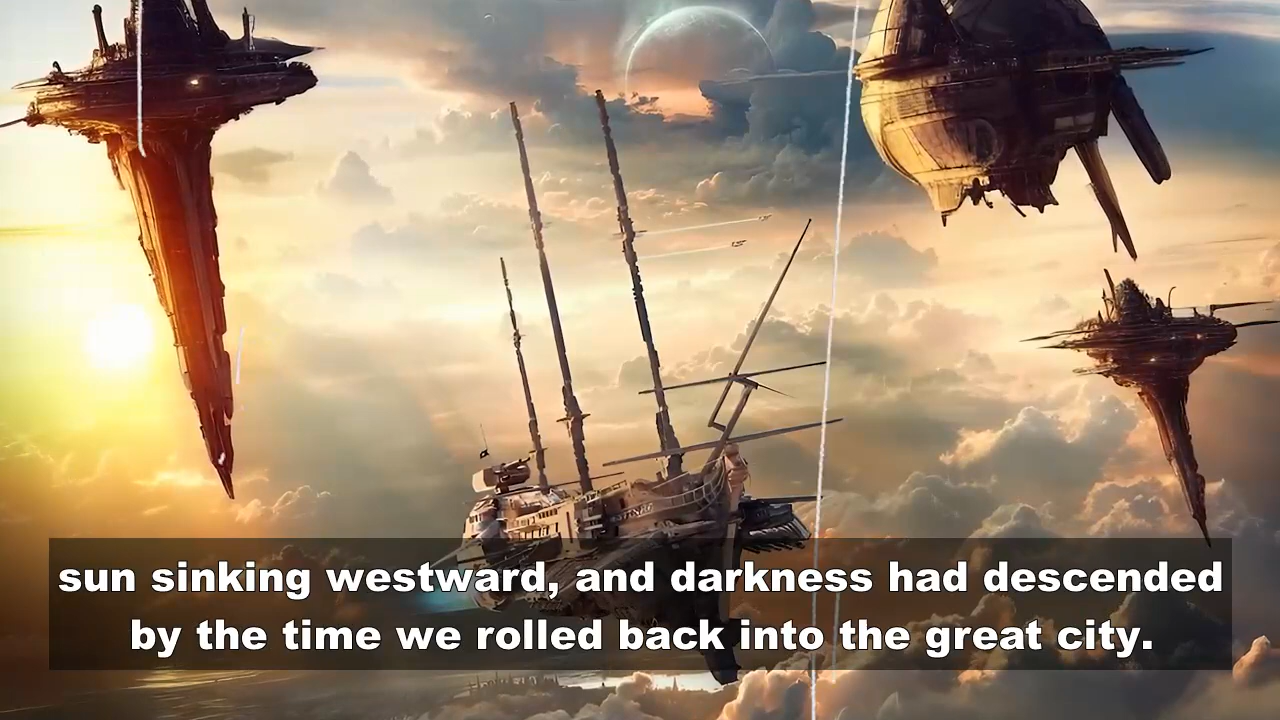 sun sinking westward, and darkness had descended
by the time we rolled back into the great city.